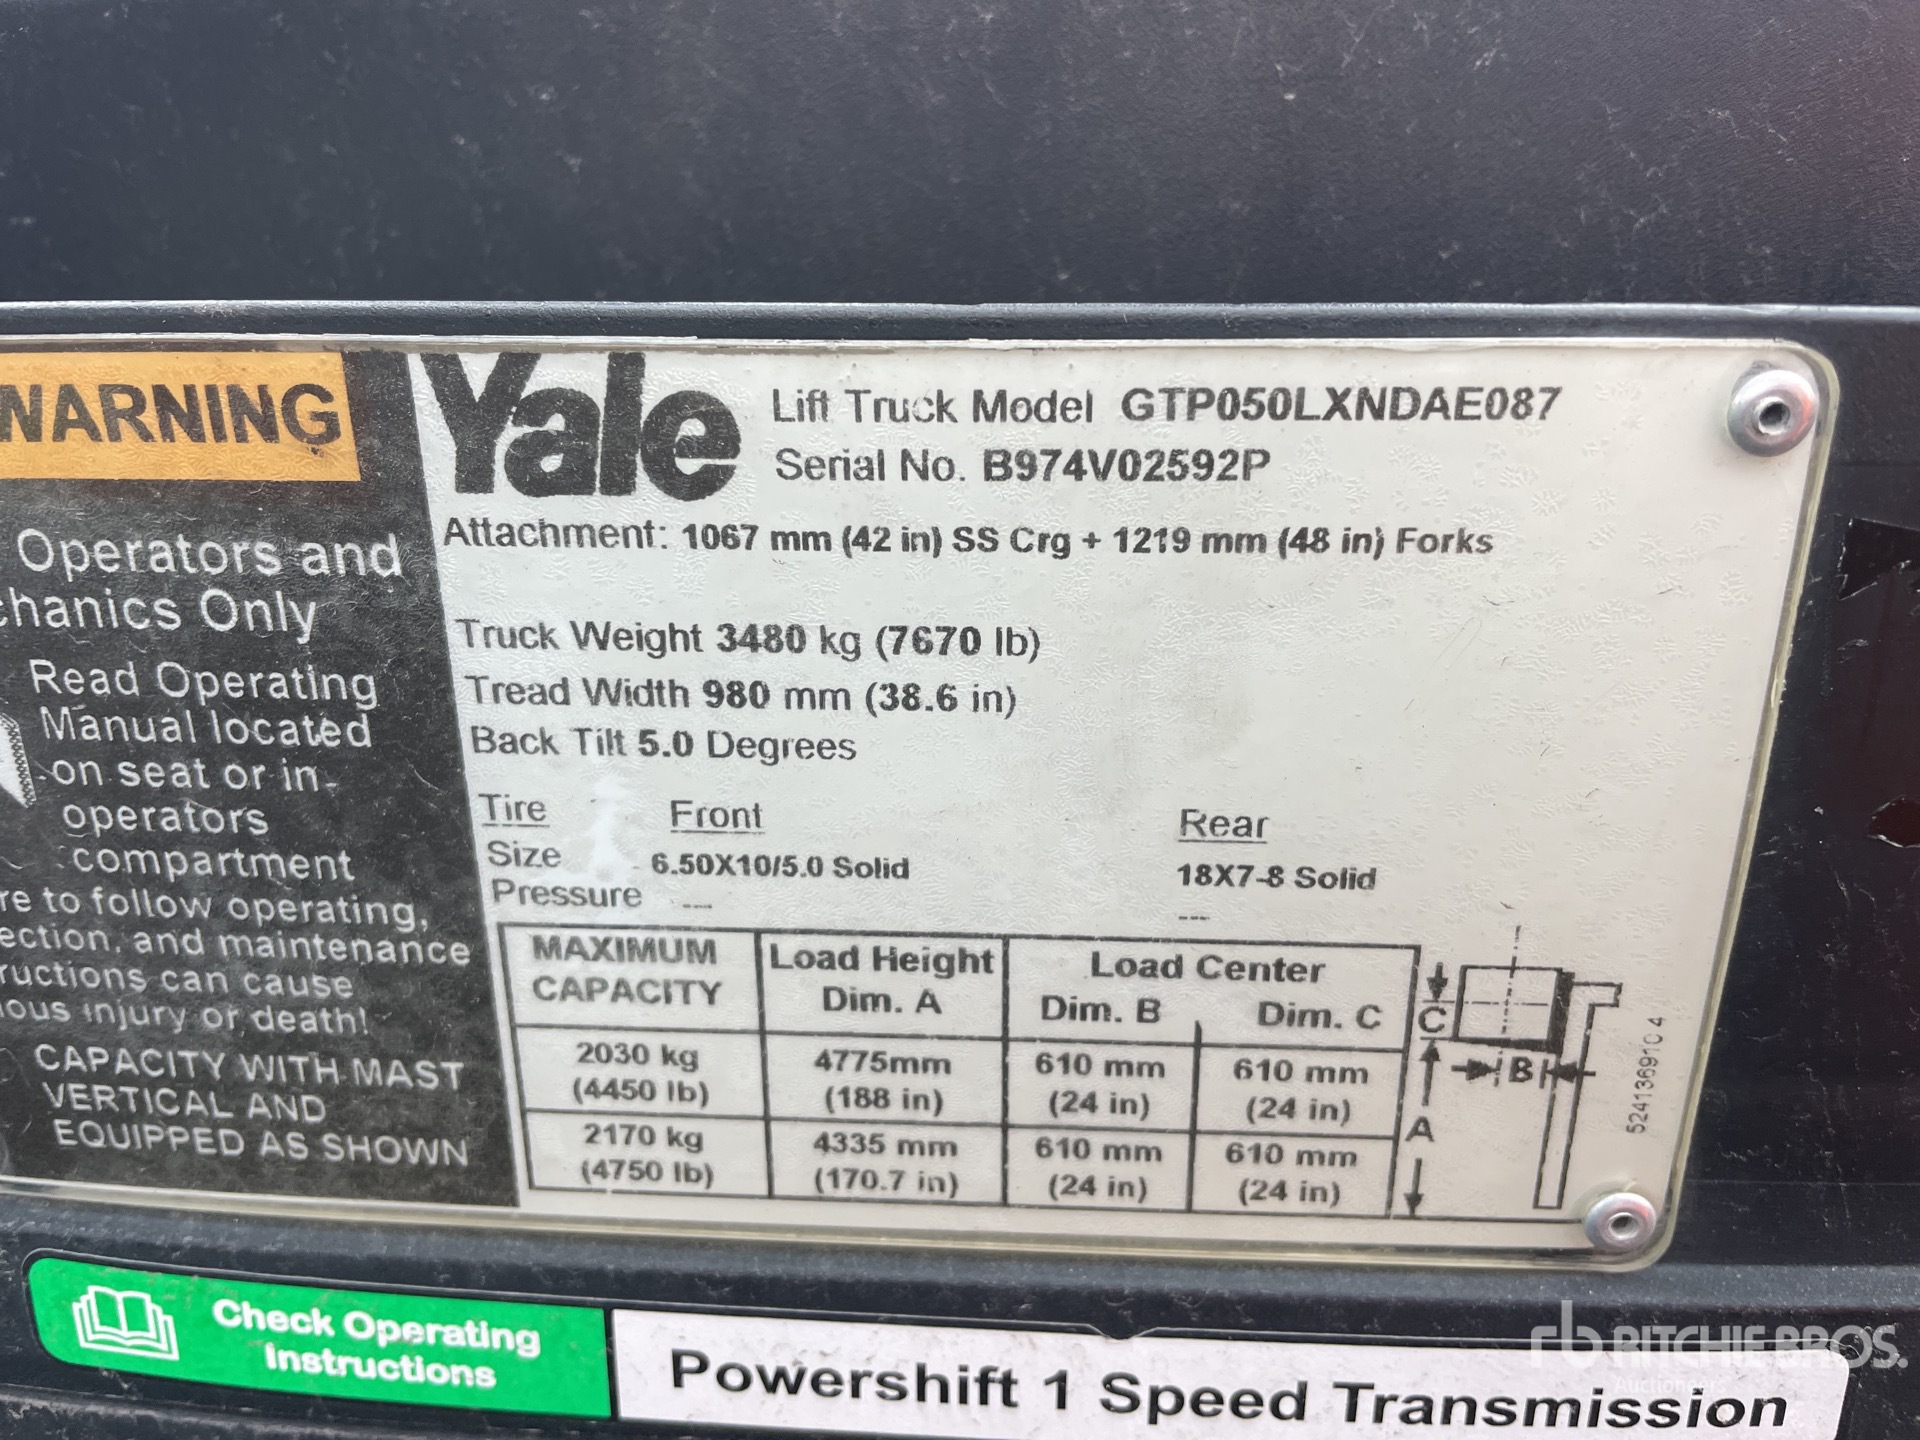 WARNING
Operators and
chanics Only
Read Operating
Manual located
on seat or in
operators
compartment
re to follow operating,
ection, and maintenance
ructions can cause
ious injury or death!
CAPACITY WITH MAST
VERTICAL AND
EQUIPPED AS SHOWN
Yale
Lift Truck Model GTP050LXNDAE087
Serial No. B974V02592P
Attachment: 1067 mm (42 in) SS Crg + 1219 mm (48 in) Forks
Truck Weight 3480 kg (7670 lb)
Tread Width 980 mm (38.6 in)
Back Tilt 5.0 Degrees
Tire Front Rear
Size 6.50X10/5.0 Solid 18X7-8 Solid
Pressure --- ---
MAXIMUM CAPACITY Load Height Dim. A Load Center
Dim. B Dim. C
2030 kg 4775mm 610 mm 610 mm
(4450 lb) (188 in) (24 in) (24 in)
2170 kg 4335 mm 610 mm 610 mm
(4750 lb) (170.7 in) (24 in) (24 in)
C
B
A
524136910 4
Check Operating
Instructions
Powershift 1 Speed Transmission
rb RITCHIE BROS.
Auctioneers